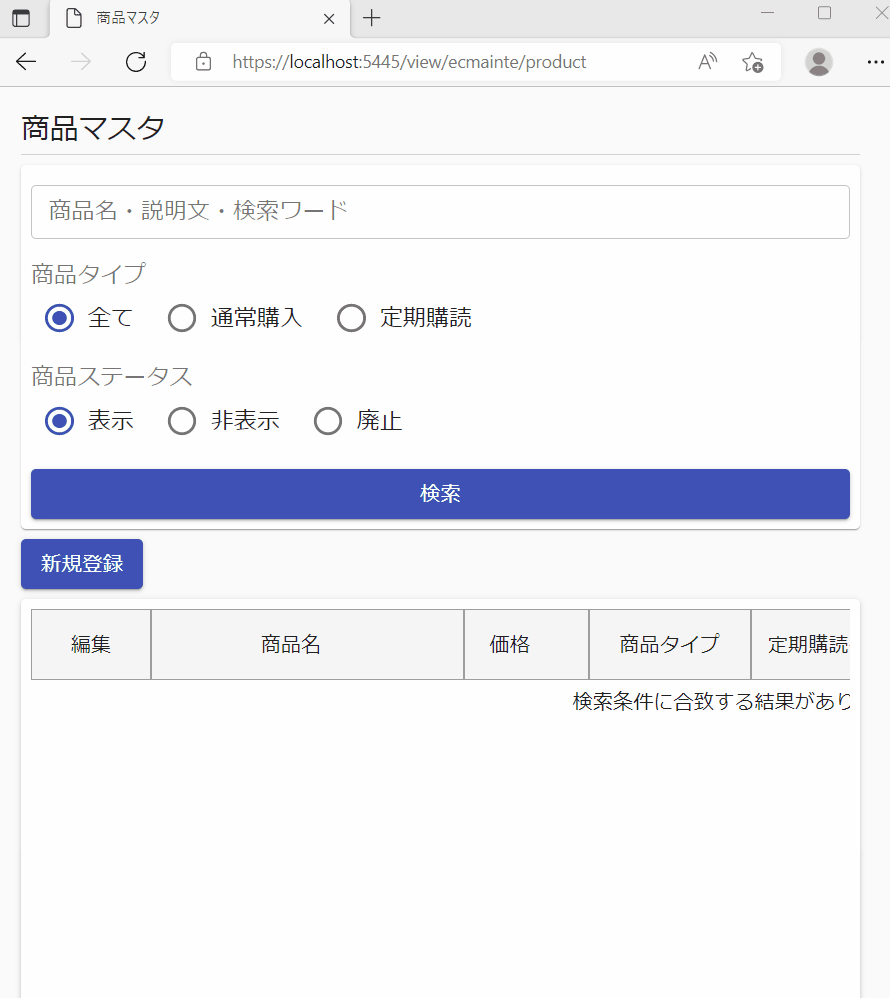 商品マスタ
https://localhost:5445/view/ecmainte/product
商品マスタ
商品名・説明文・検索ワード
商品タイプ
全て 通常購入 定期購読
商品ステータス
表示 非表示 廃止
検索
新規登録
編集 商品名 価格 商品タイプ 定期購読
検索条件に合致する結果があり